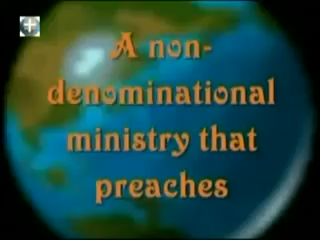 A non-
denominational
ministry that
preaches